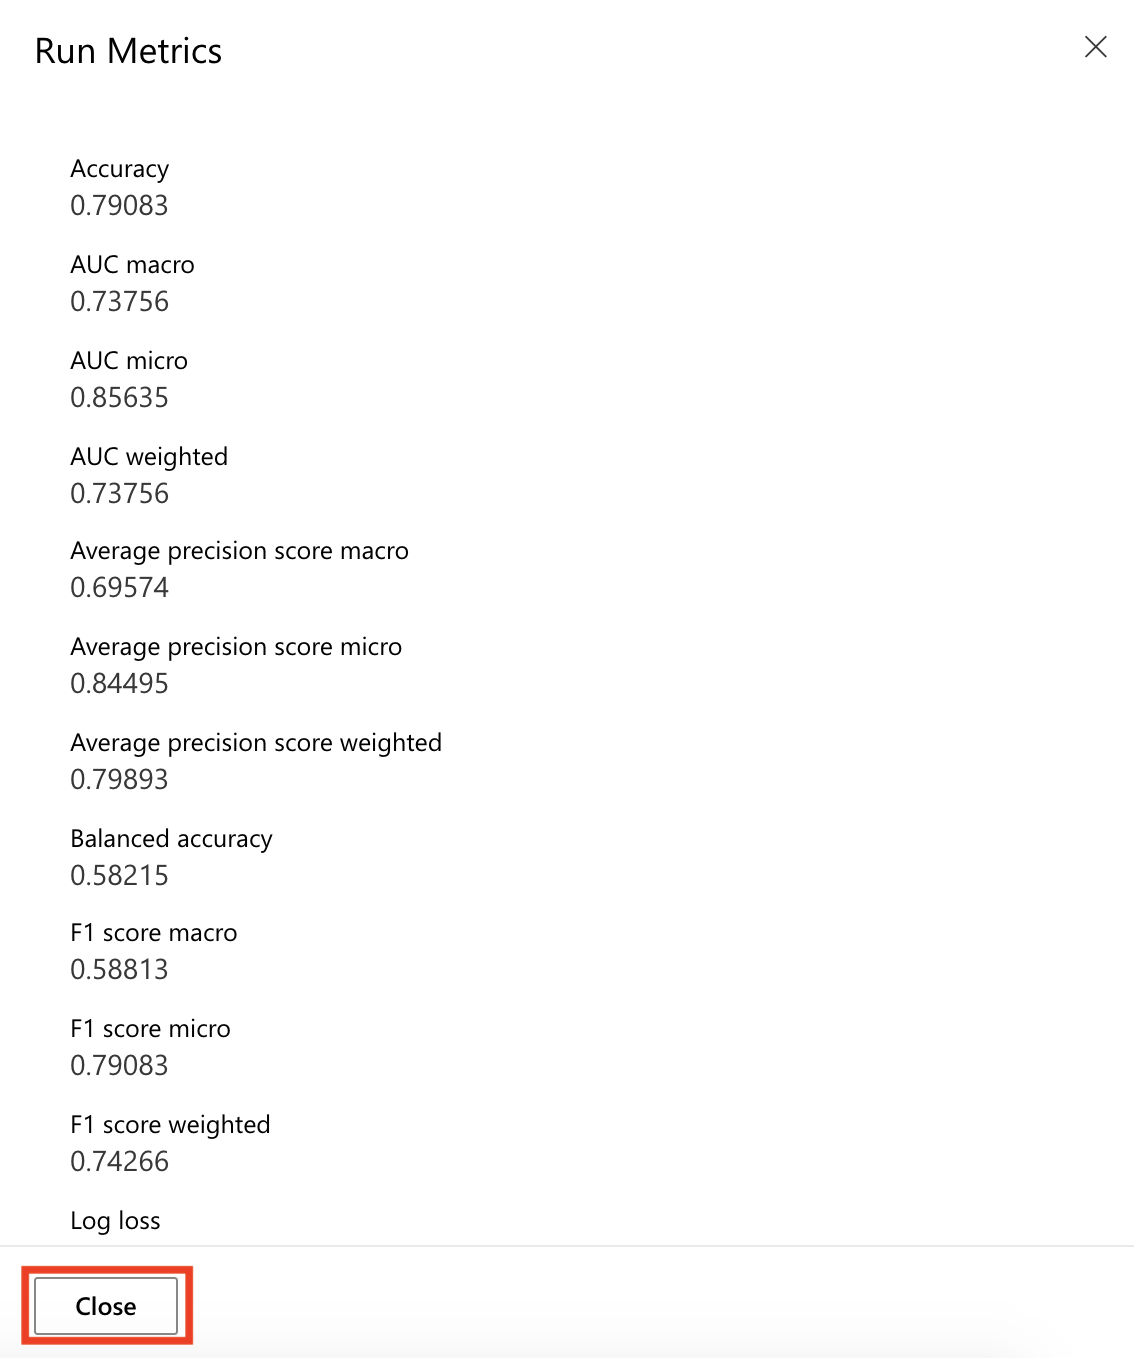 Run Metrics
Accuracy
0.79083
AUC macro
0.73756
AUC micro
0.85635
AUC weighted
0.73756
Average precision score macro
0.69574
Average precision score micro
0.84495
Average precision score weighted
0.79893
Balanced accuracy
0.58215
F1 score macro
0.58813
F1 score micro
0.79083
F1 score weighted
0.74266
Log loss
Close